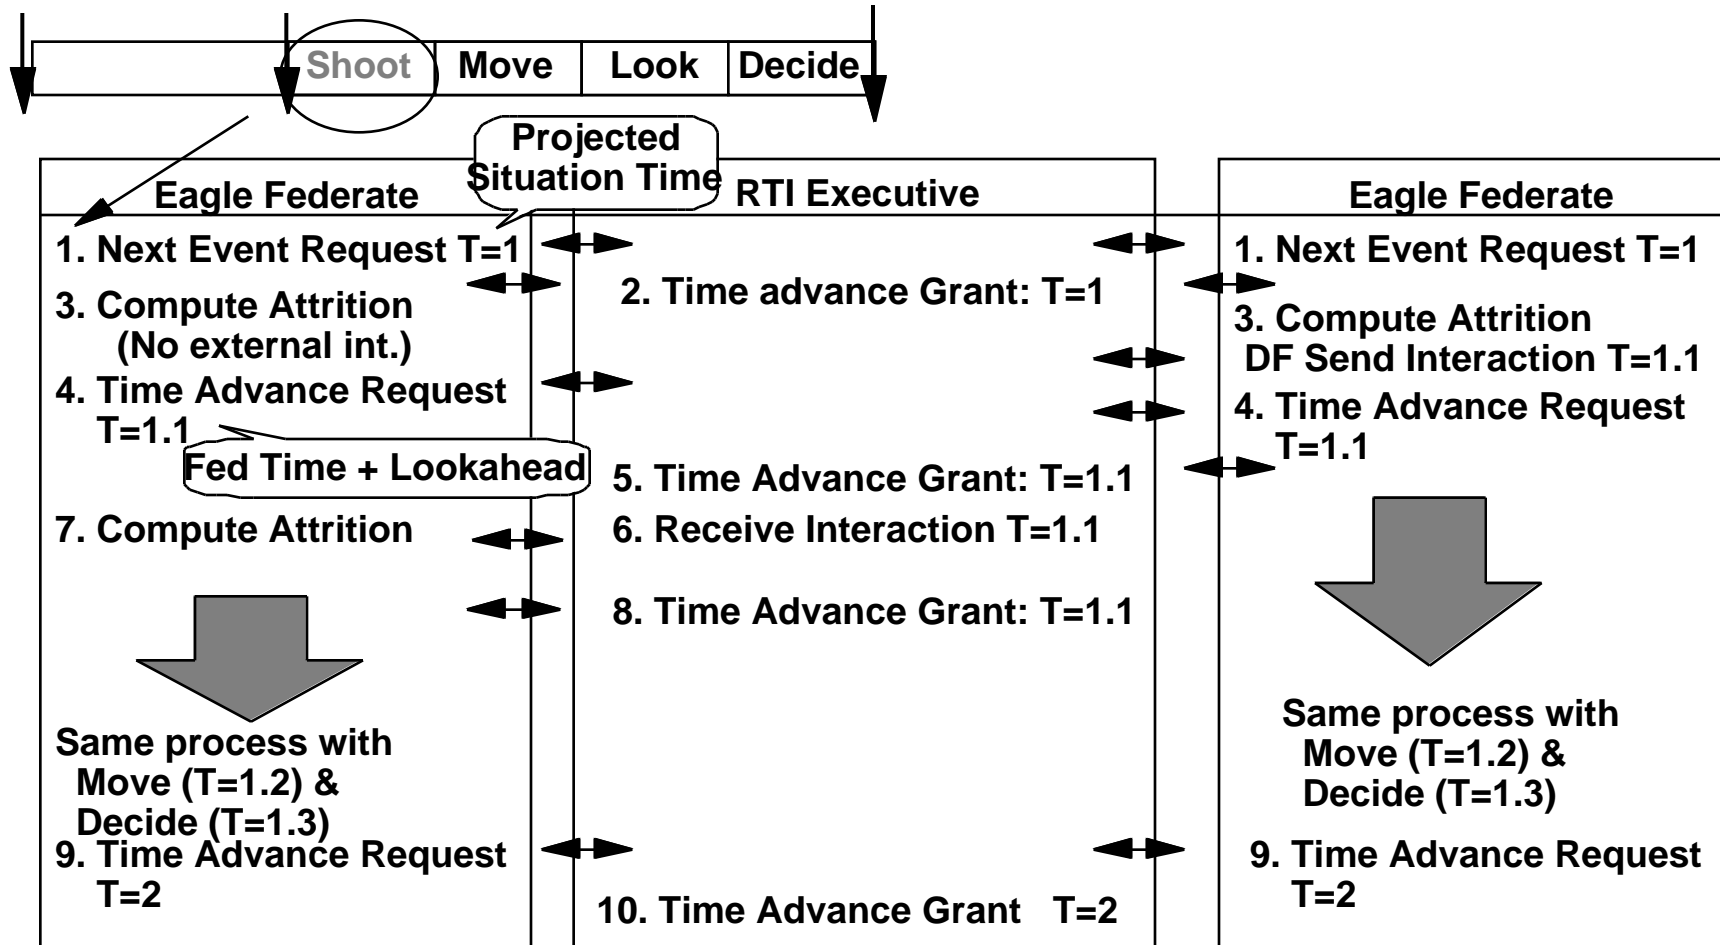 Shoot Move Look Decide
Projected
Situation Time
Eagle Federate
1. Next Event Request T=1
3. Compute Attrition
(No external int.)
4. Time Advance Request
T=1.1
Fed Time + Lookahead
7. Compute Attrition
Same process with
Move (T=1.2) &
Decide (T=1.3)
9. Time Advance Request
T=2
RTI Executive
2. Time advance Grant: T=1
5. Time Advance Grant: T=1.1
6. Receive Interaction T=1.1
8. Time Advance Grant: T=1.1
10. Time Advance Grant T=2
Eagle Federate
1. Next Event Request T=1
3. Compute Attrition
DF Send Interaction T=1.1
4. Time Advance Request
T=1.1
Same process with
Move (T=1.2) &
Decide (T=1.3)
9. Time Advance Request
T=2